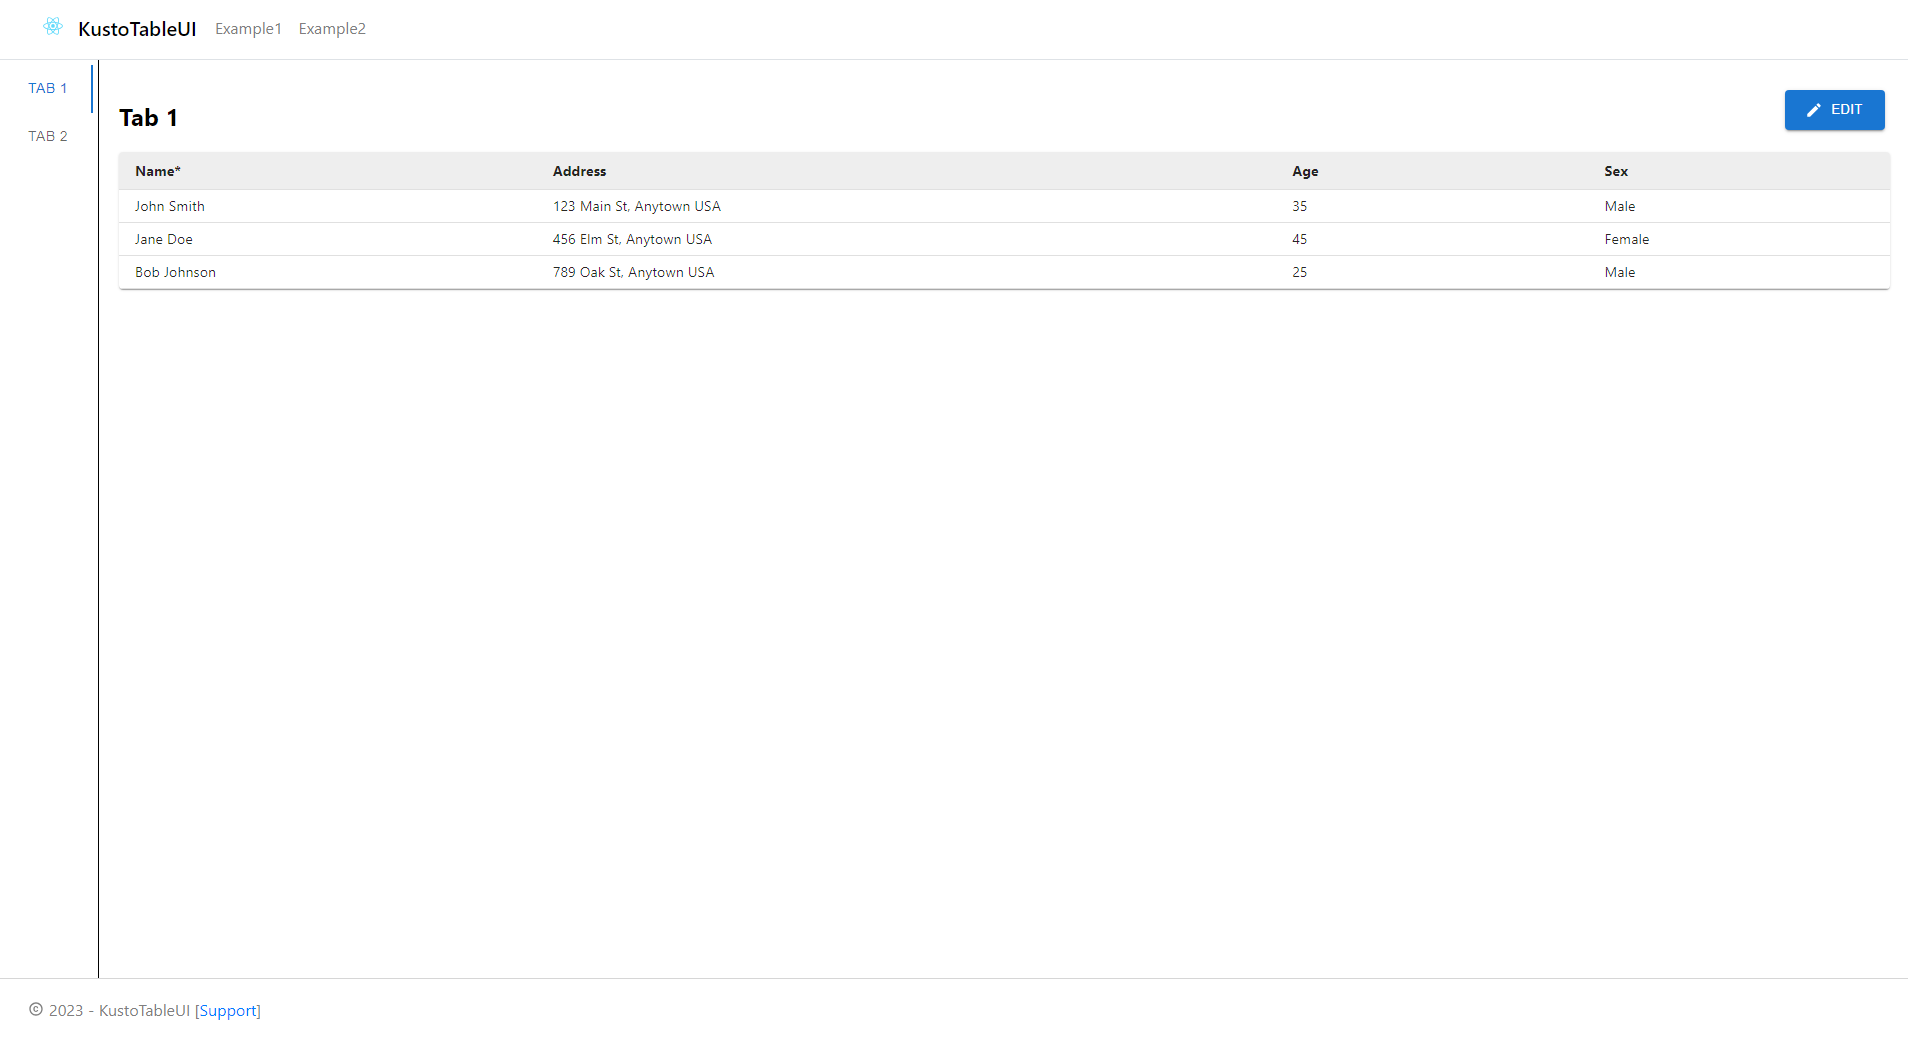 KustoTableUI Example1 Example2
TAB 1
TAB 2
Tab 1
EDIT
Name* Address Age Sex
John Smith 123 Main St, Anytown USA 35 Male
Jane Doe 456 Elm St, Anytown USA 45 Female
Bob Johnson 789 Oak St, Anytown USA 25 Male
© 2023 - KustoTableUI [Support]